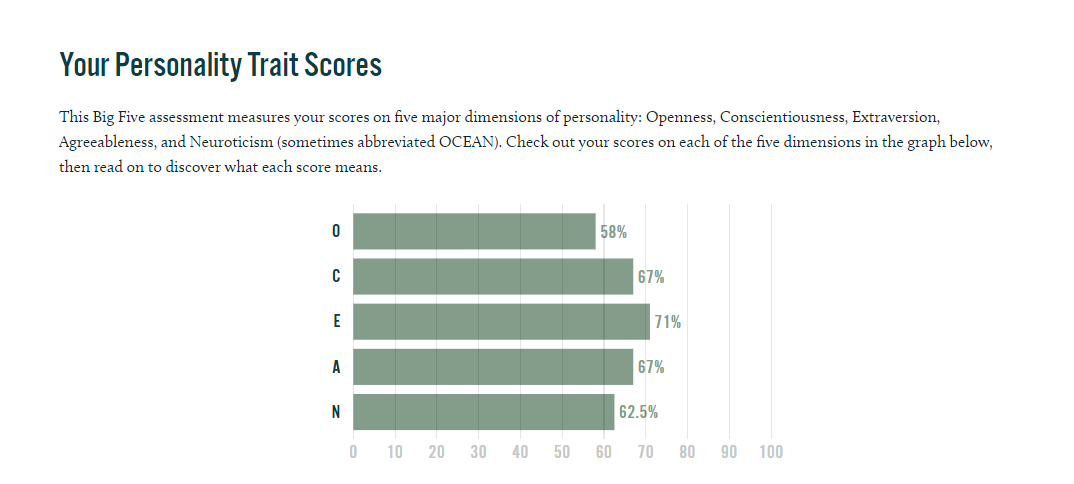 Your Personality Trait Scores
This Big Five assessment measures your scores on five major dimensions of personality: Openness, Conscientiousness, Extraversion,
Agreeableness, and Neuroticism (sometimes abbreviated OCEAN). Check out your scores on each of the five dimensions in the graph below,
then read on to discover what each score means.
O 58%
C 67%
E 71%
A 67%
N 62.5%
0 10 20 30 40 50 60 70 80 90 100